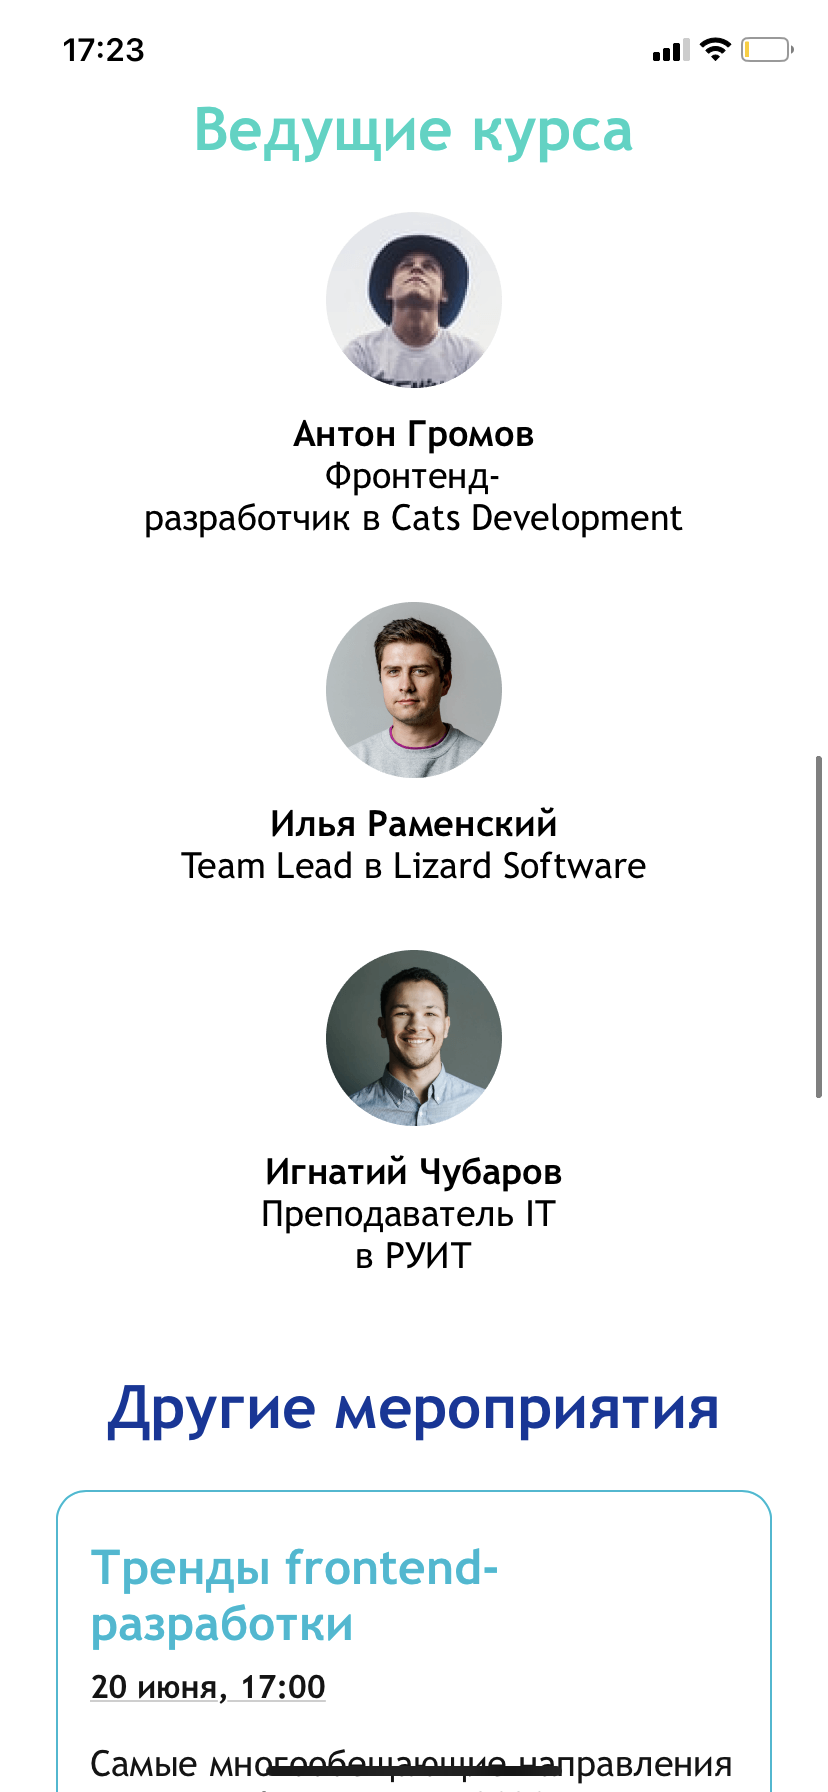 17:23
Ведущие курса
Антон Громов
Фронтенд-
разработчик в Cats Development
Илья Раменский
Team Lead в Lizard Software
Игнатий Чубаров
Преподаватель IT
в РУИТ
Другие мероприятия
Тренды frontend-
разработки
20 июня, 17:00
Самые многообещающие направления